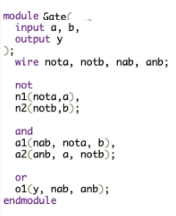 module Gate(
input a, b,
output y
);
wire nota, notb, nab, anb;
not
n1(nota,a),
n2(notb,b);
and
a1(nab, nota, b),
a2(anb, a, notb);
or
o1(y, nab, anb);
endmodule